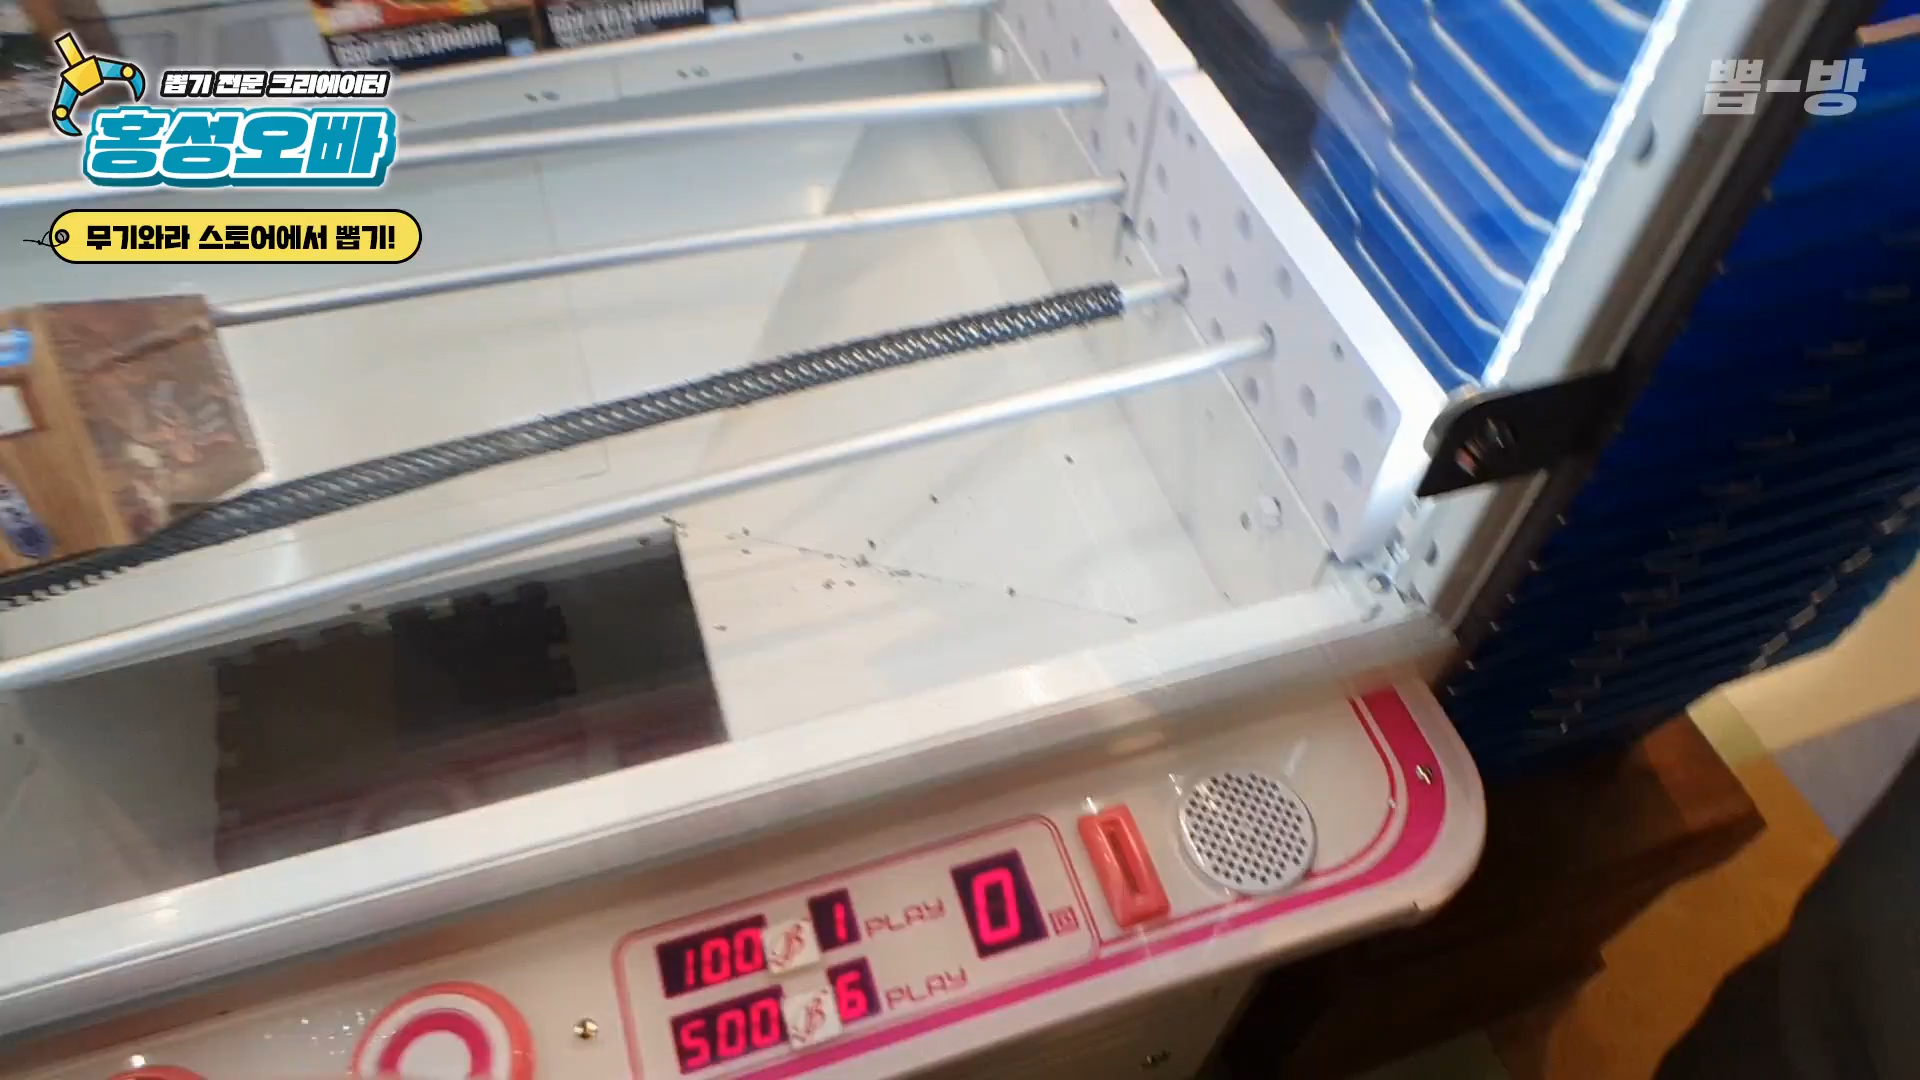 뽑기 전문 크리에이터
홍성오빠
뽑-방
무기와라 스토어에서 뽑기!
100 B 1 PLAY 0 回
500 B 6 PLAY